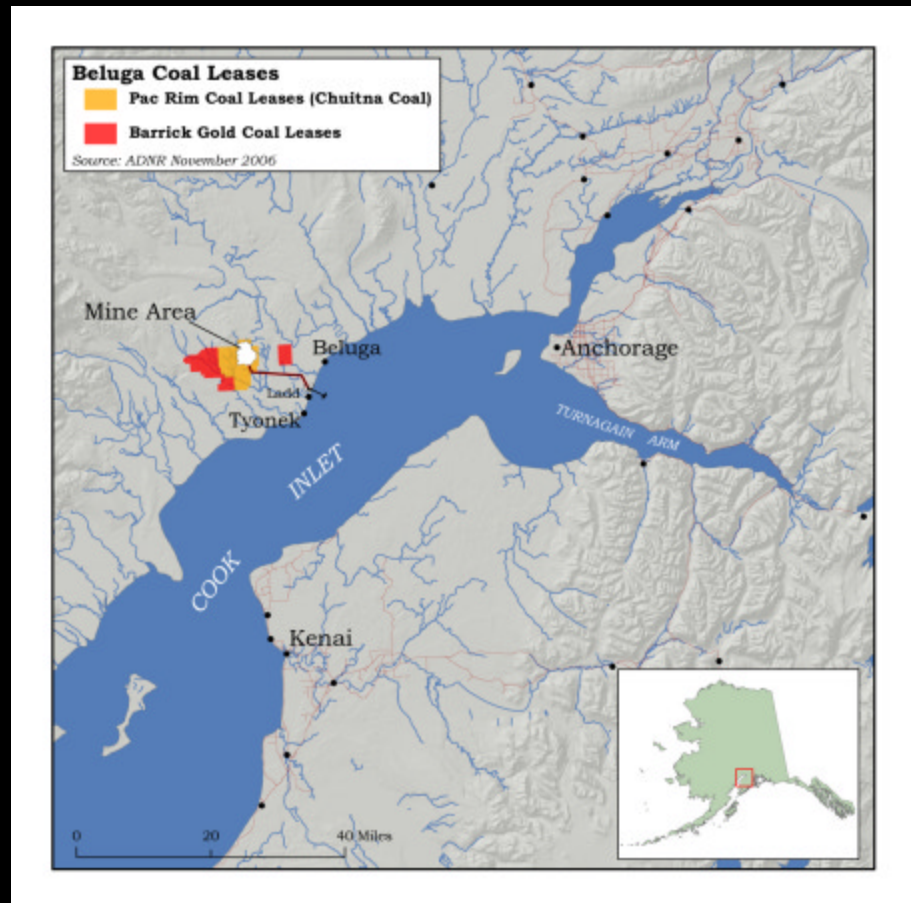 Beluga Coal Leases
Pac Rim Coal Leases (Chuitna Coal)
Barrick Gold Coal Leases
Source: ADNR November 2006
Mine Area
Beluga
Anchorage
Ladd
Tyonek
TURNAGAIN ARM
INLET
COOK
Kenai
0 20 40 Miles